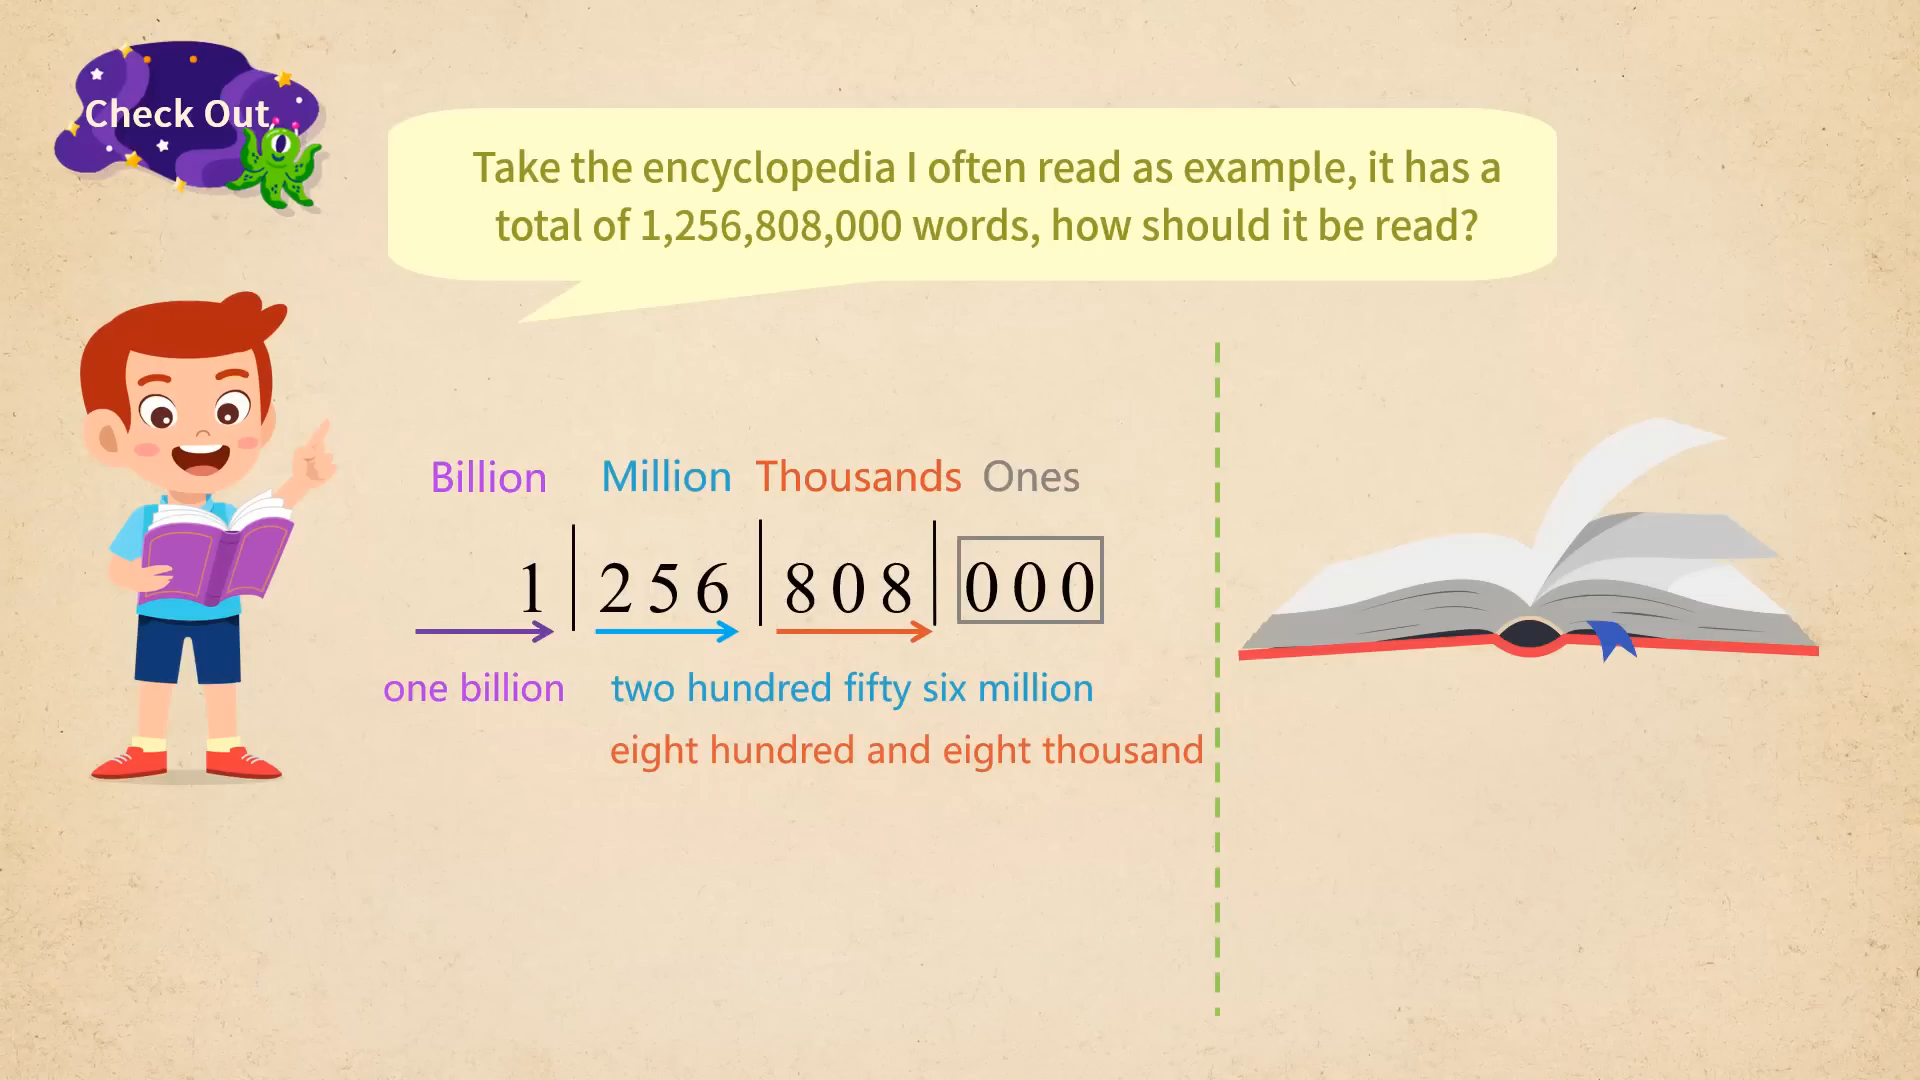 Check Out
Take the encyclopedia I often read as example, it has a
total of 1,256,808,000 words, how should it be read?
Billion Million Thousands Ones
1 256 808 000
one billion two hundred fifty six million
eight hundred and eight thousand